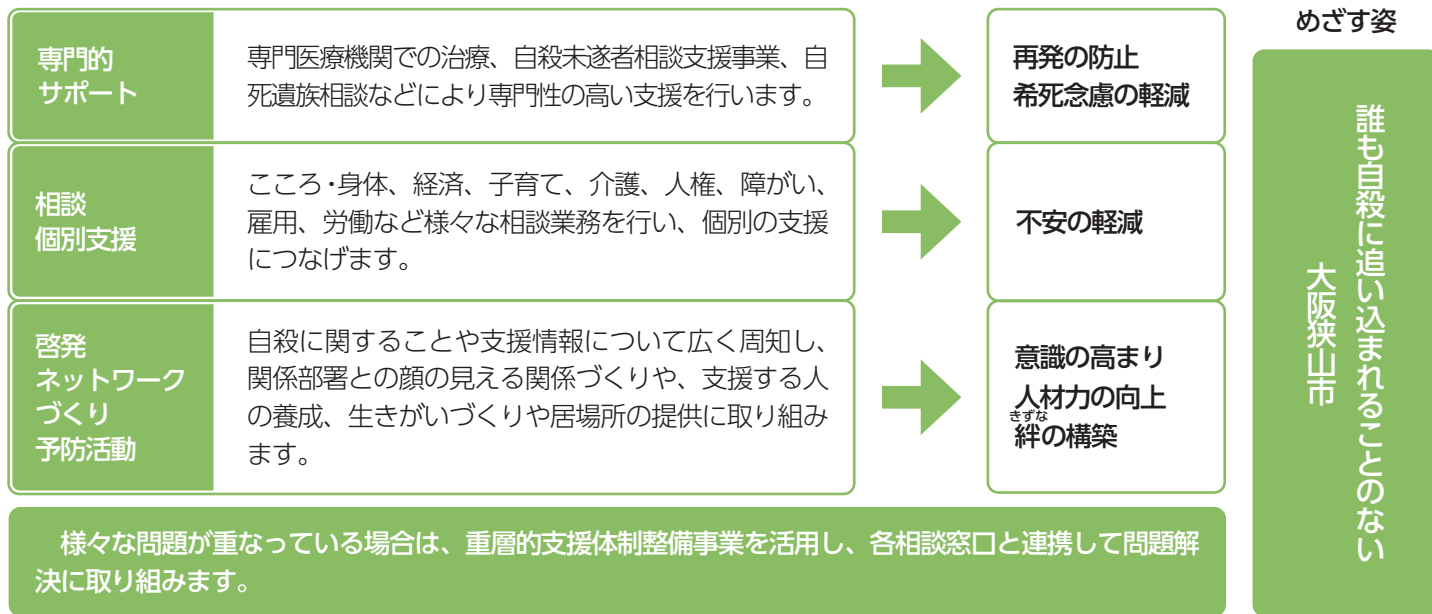 専門的
サポート
専門医療機関での治療、自殺未遂者相談支援事業、自
死遺族相談などにより専門性の高い支援を行います。
再発の防止
希死念慮の軽減
相談
個別支援
こころ・身体、経済、子育て、介護、人権、障がい、
雇用、労働など様々な相談業務を行い、個別の支援
につなげます。
不安の軽減
啓発
ネットワーク
づくり
予防活動
自殺に関することや支援情報について広く周知し、
関係部署との顔の見える関係づくりや、支援する人
の養成、生きがいづくりや居場所の提供に取り組み
ます。
意識の高まり
人材力の向上
きずな
絆の構築
様々な問題が重なっている場合は、重層的支援体制整備事業を活用し、各相談窓口と連携して問題解
決に取り組みます。
めざす姿
誰も自殺に追い込まれることのない
大阪狭山市